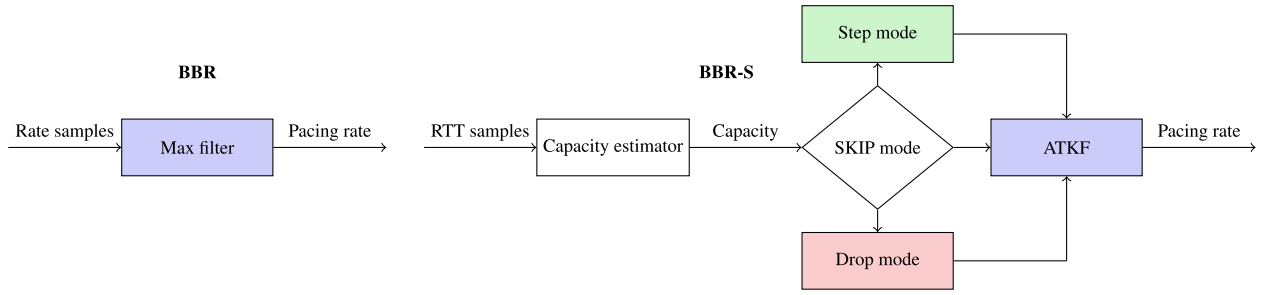 BBR
Rate samples
Max filter
Pacing rate
BBR-S
RTT samples
Capacity estimator
Capacity
SKIP mode
Step mode
Drop mode
ATKF
Pacing rate